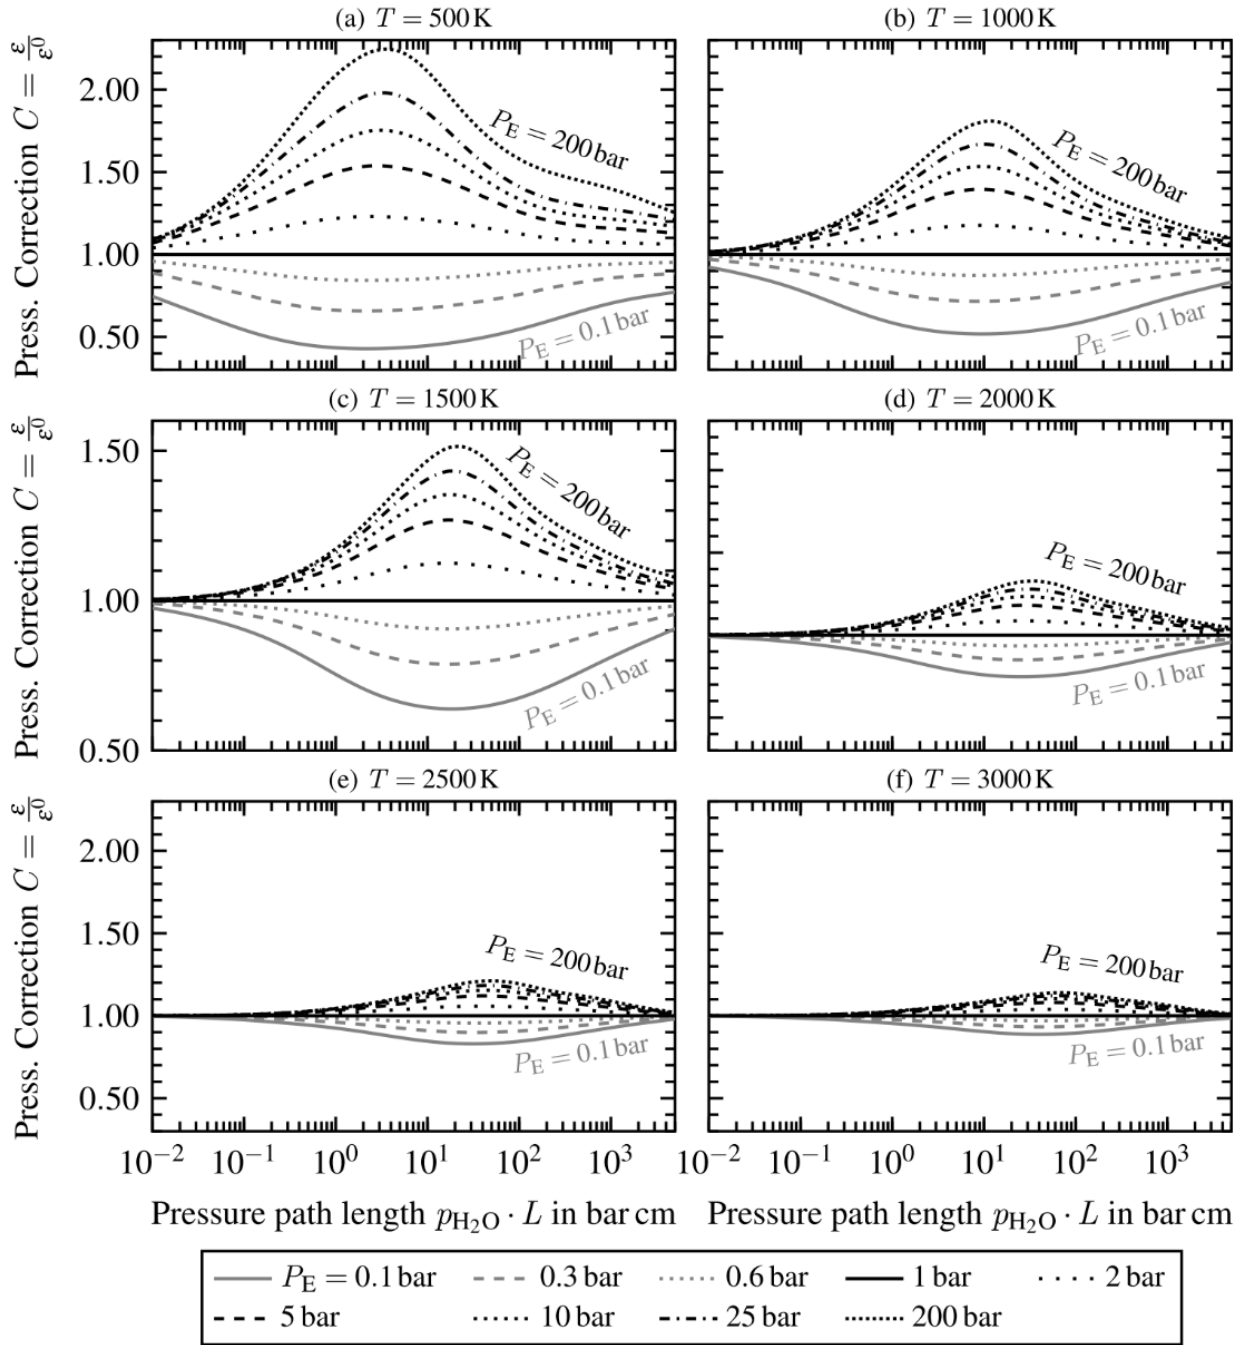 (a) T = 500 K
(b) T = 1000 K
Press. Correction C = ε/ε⁰
2.00
1.50
1.00
0.50
P_E = 200 bar
P_E = 0.1 bar
P_E = 200 bar
P_E = 0.1 bar
(c) T = 1500 K
(d) T = 2000 K
Press. Correction C = ε/ε⁰
1.50
1.00
0.50
P_E = 200 bar
P_E = 0.1 bar
P_E = 200 bar
P_E = 0.1 bar
(e) T = 2500 K
(f) T = 3000 K
Press. Correction C = ε/ε⁰
2.00
1.50
1.00
0.50
P_E = 200 bar
P_E = 0.1 bar
P_E = 200 bar
P_E = 0.1 bar
10⁻² 10⁻¹ 10⁰ 10¹ 10² 10³
10⁻² 10⁻¹ 10⁰ 10¹ 10² 10³
Pressure path length p_H₂O · L in bar cm
Pressure path length p_H₂O · L in bar cm
P_E = 0.1 bar 0.3 bar 0.6 bar 1 bar 2 bar
5 bar 10 bar 25 bar 200 bar